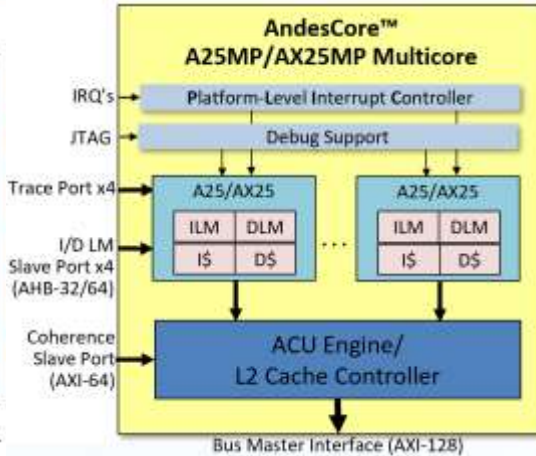 AndesCore™
A25MP/AX25MP Multicore
IRQ's
Platform-Level Interrupt Controller
JTAG
Debug Support
Trace Port x4
A25/AX25
A25/AX25
ILM DLM
ILM DLM
I$ D$
I$ D$
...
I/D LM
Slave Port x4
(AHB-32/64)
Coherence
Slave Port
(AXI-64)
ACU Engine/
L2 Cache Controller
Bus Master Interface (AXI-128)